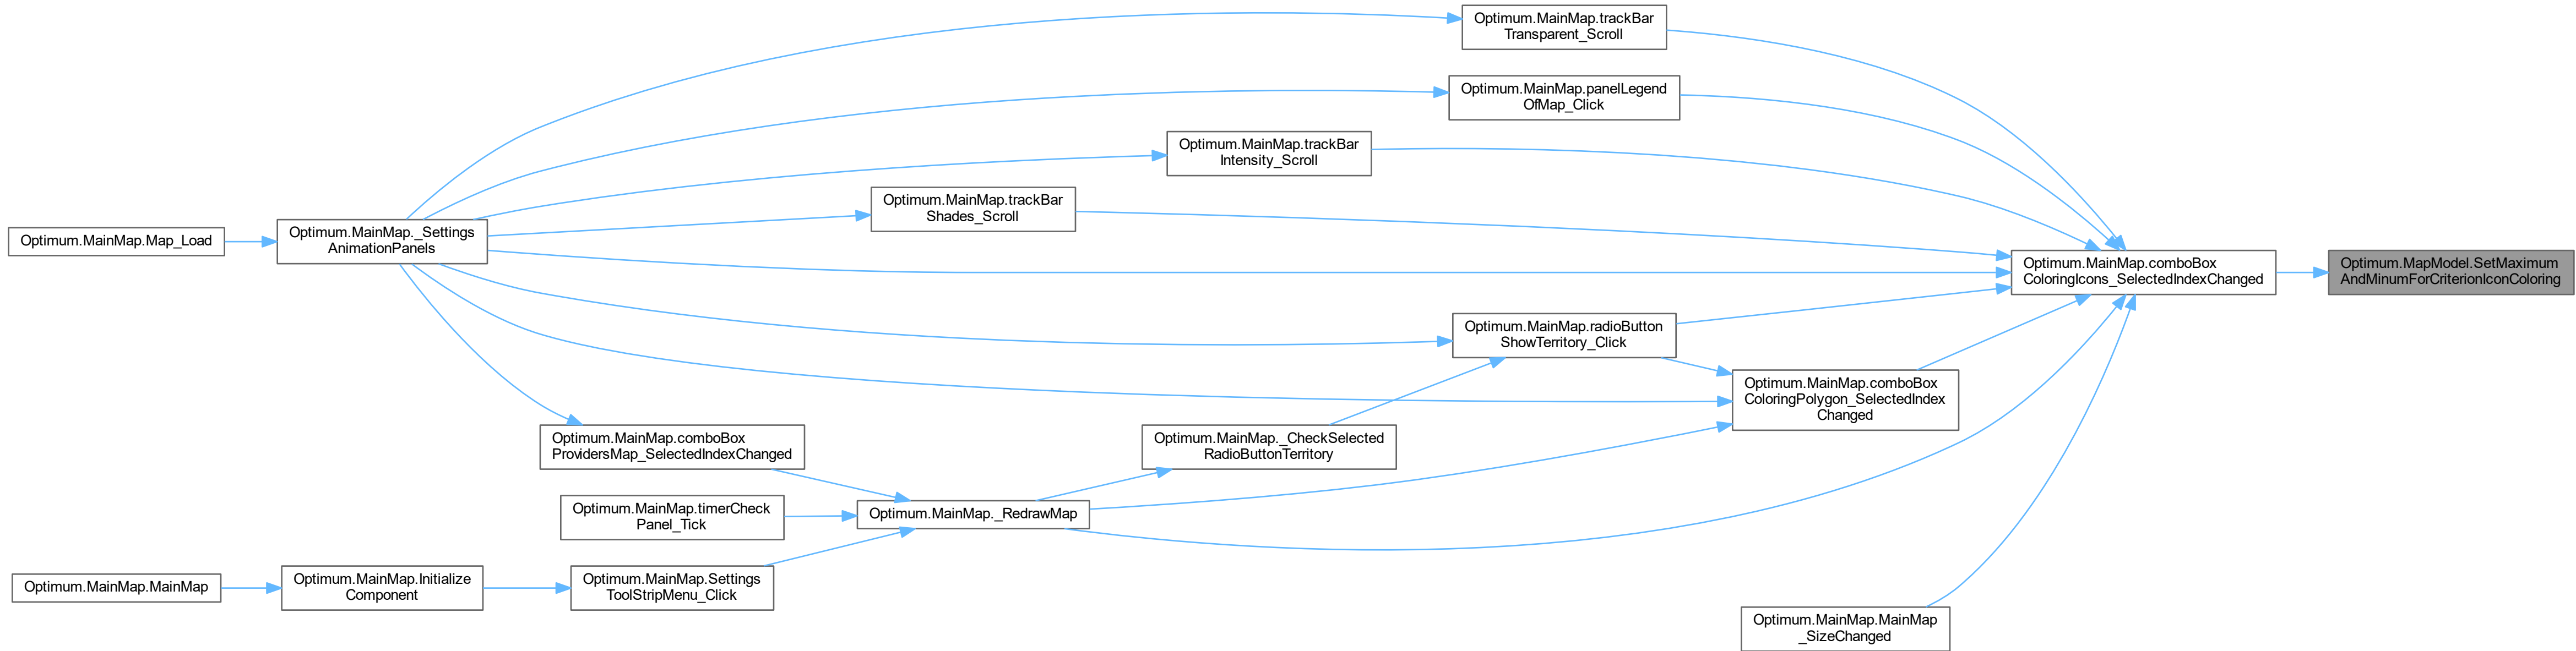 Optimum.MainMap.trackBar
Transparent_Scroll
Optimum.MainMap.panelLegend
OfMap_Click
Optimum.MainMap.trackBar
Intensity_Scroll
Optimum.MainMap.trackBar
Shades_Scroll
Optimum.MainMap.Map_Load
Optimum.MainMap._Settings
AnimationPanels
Optimum.MainMap.comboBox
ColoringIcons_SelectedIndexChanged
Optimum.MapModel.SetMaximum
AndMinumForCriterionIconColoring
Optimum.MainMap.radioButton
ShowTerritory_Click
Optimum.MainMap.comboBox
ColoringPolygon_SelectedIndex
Changed
Optimum.MainMap.comboBox
ProvidersMap_SelectedIndexChanged
Optimum.MainMap._CheckSelected
RadioButtonTerritory
Optimum.MainMap.timerCheck
Panel_Tick
Optimum.MainMap._RedrawMap
Optimum.MainMap.MainMap
Optimum.MainMap.Initialize
Component
Optimum.MainMap.Settings
ToolStripMenu_Click
Optimum.MainMap.MainMap
_SizeChanged